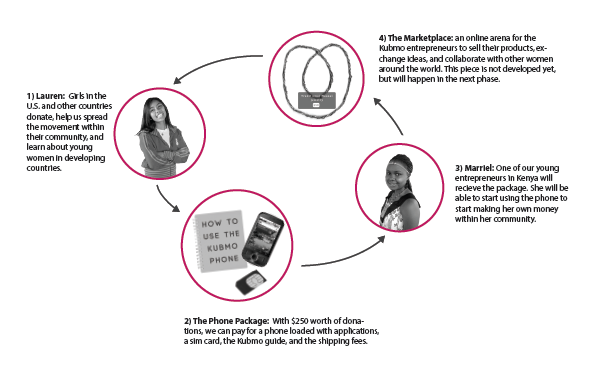 4) The Marketplace: an online arena for the
Kubmo entrepreneurs to sell their products, ex-
change ideas, and collaborate with other women
around the world. This piece is not developed yet,
but will happen in the next phase.
1) Lauren: Girls in the
U.S. and other countries
donate, help us spread
the movement within
their community, and
learn about young
women in developing
countries.
3) Marriel: One of our young
entrepreneurs in Kenya will
recieve the package. She will be
able to start using the phone to
start making her own money
within her community.
HOW TO
USE THE
KUBMO
PHONE
2) The Phone Package: With $250 worth of dona-
tions, we can pay for a phone loaded with applications,
a sim card, the Kubmo guide, and the shipping fees.